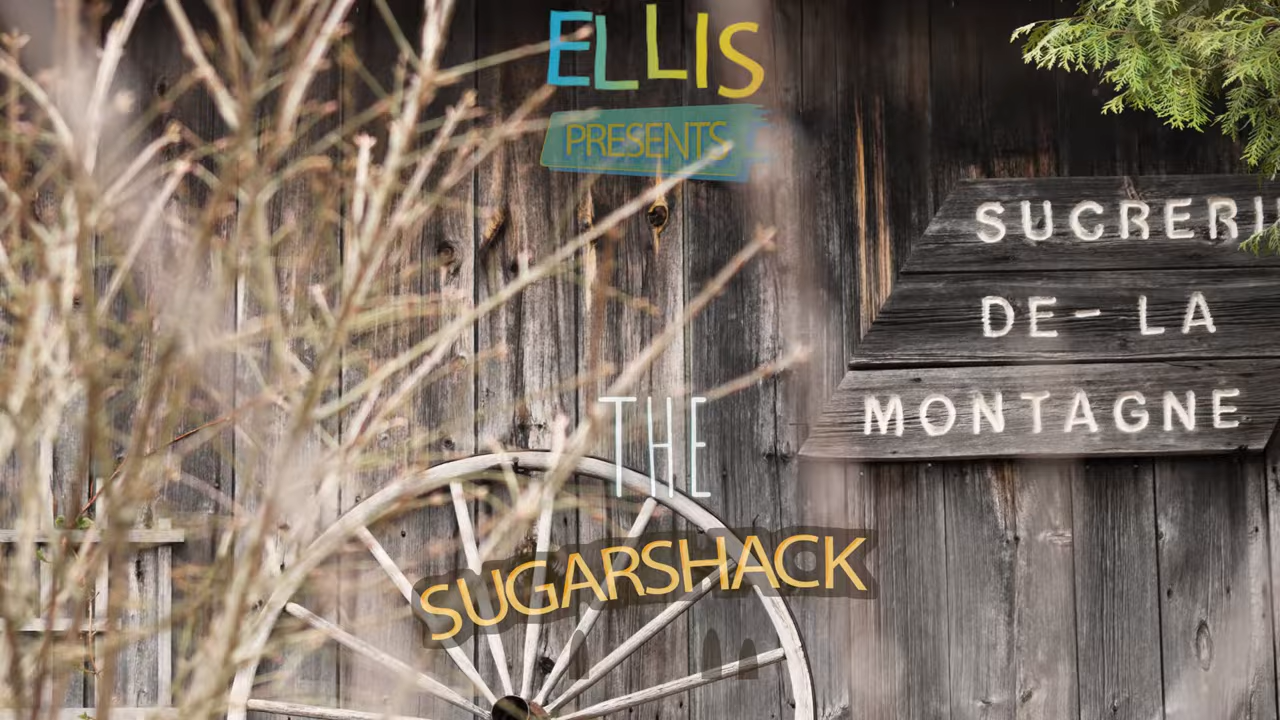 ELLIS
PRESENTS
THE
SUGARSHACK
SUCRERI
DE-LA
MONTAGNE